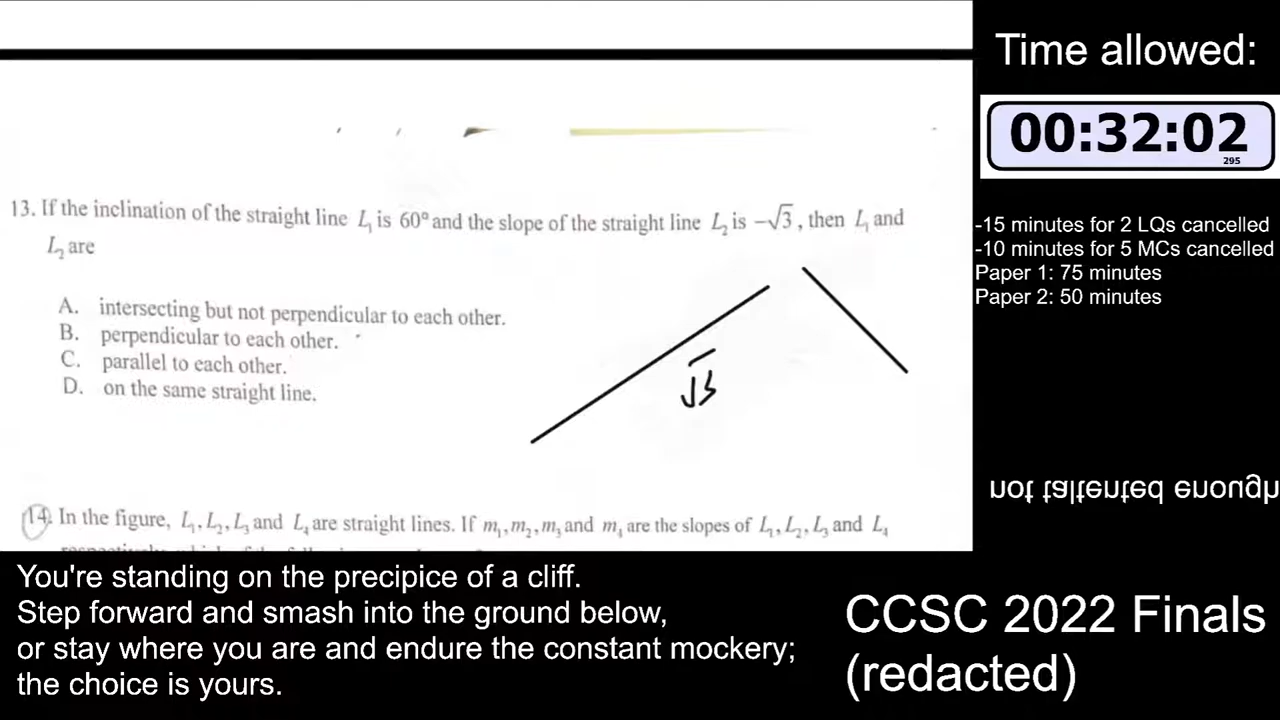 Time allowed:
00:32:02
295
-15 minutes for 2 LQs cancelled
-10 minutes for 5 MCs cancelled
Paper 1: 75 minutes
Paper 2: 50 minutes
13. If the inclination of the straight line L₁ is 60° and the slope of the straight line L₂ is −√3, then L₁ and
L₂ are
A. intersecting but not perpendicular to each other.
B. perpendicular to each other.
C. parallel to each other.
D. on the same straight line.
√3
14. In the figure, L₁, L₂, L₃ and L₄ are straight lines. If m₁, m₂, m₃ and m₄ are the slopes of L₁, L₂, L₃ and L₄
not taltented enough
You're standing on the precipice of a cliff.
Step forward and smash into the ground below,
or stay where you are and endure the constant mockery;
the choice is yours.
CCSC 2022 Finals
(redacted)